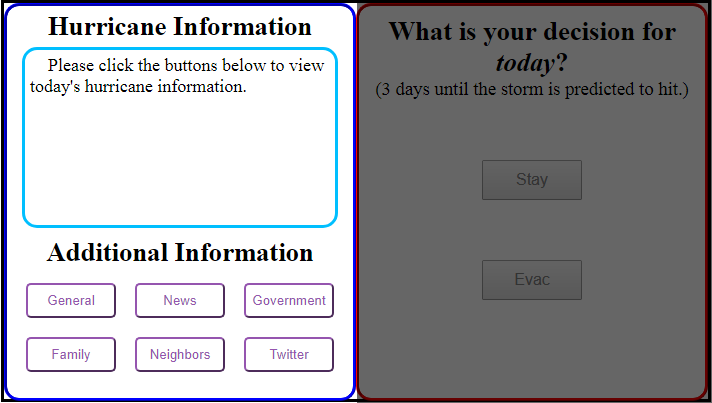 Hurricane Information
Please click the buttons below to view
today's hurricane information.
Additional Information
General
News
Government
Family
Neighbors
Twitter
What is your decision for
today?
(3 days until the storm is predicted to hit.)
Stay
Evac